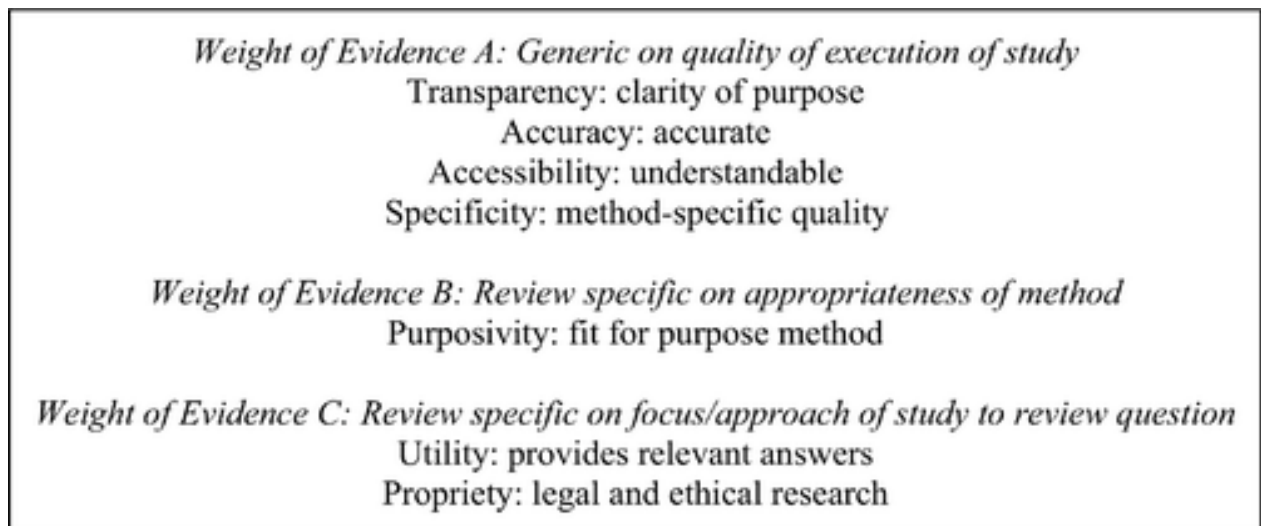 Weight of Evidence A: Generic on quality of execution of study
Transparency: clarity of purpose
Accuracy: accurate
Accessibility: understandable
Specificity: method-specific quality
Weight of Evidence B: Review specific on appropriateness of method
Purposivity: fit for purpose method
Weight of Evidence C: Review specific on focus/approach of study to review question
Utility: provides relevant answers
Propriety: legal and ethical research